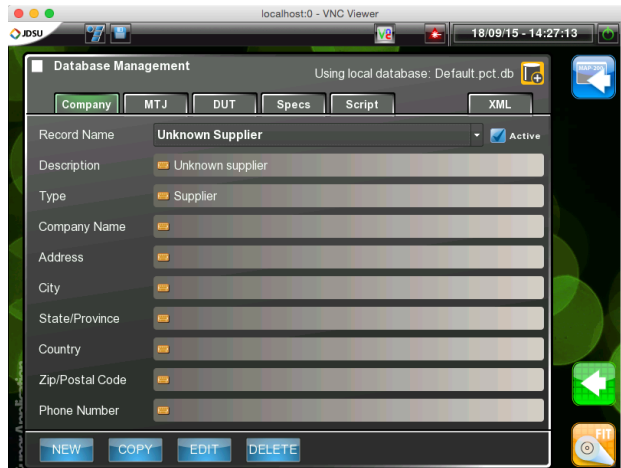 localhost:0 - VNC Viewer
JDSU
V2
18/09/15 - 14:27:13
Database Management
Using local database: Default.pct.db
Company MTJ DUT Specs Script XML
Record Name Unknown Supplier Active
Description Unknown supplier
Type Supplier
Company Name
Address
City
State/Province
Country
Zip/Postal Code
Phone Number
NEW COPY EDIT DELETE
FIT